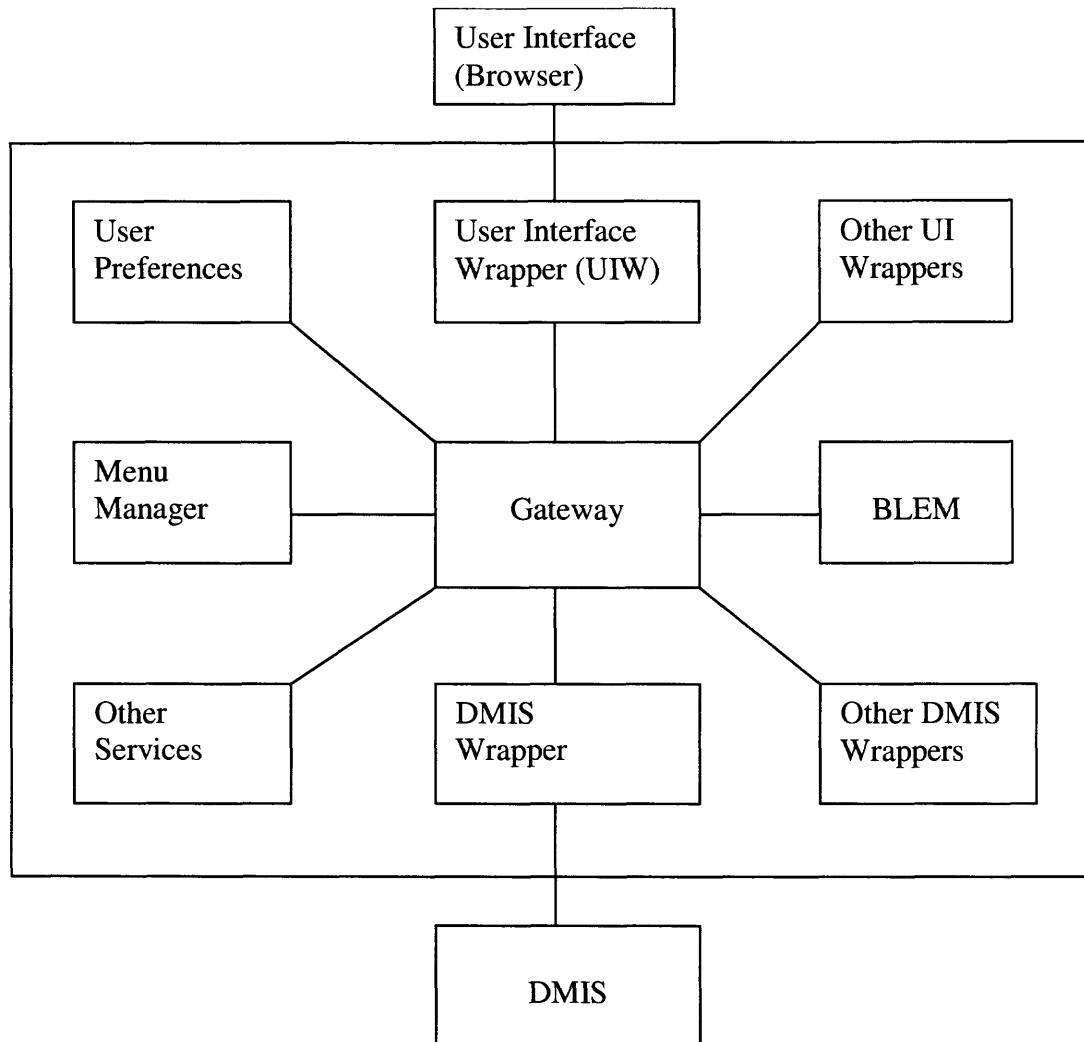 User Interface
(Browser)
User
Preferences
User Interface
Wrapper (UIW)
Other UI
Wrappers
Menu
Manager
Gateway
BLEM
Other
Services
DMIS
Wrapper
Other DMIS
Wrappers
DMIS